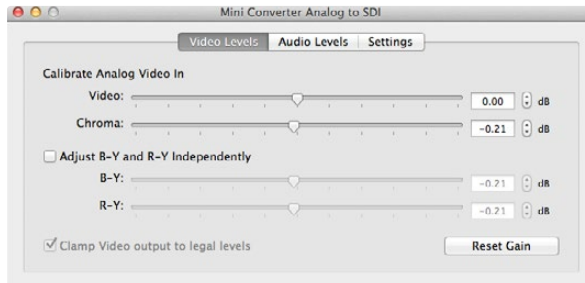 Mini Converter Analog to SDI
Video Levels Audio Levels Settings
Calibrate Analog Video In
Video: 0.00 dB
Chroma: -0.21 dB
Adjust B-Y and R-Y Independently
B-Y: -0.21 dB
R-Y: -0.21 dB
Clamp Video output to legal levels Reset Gain